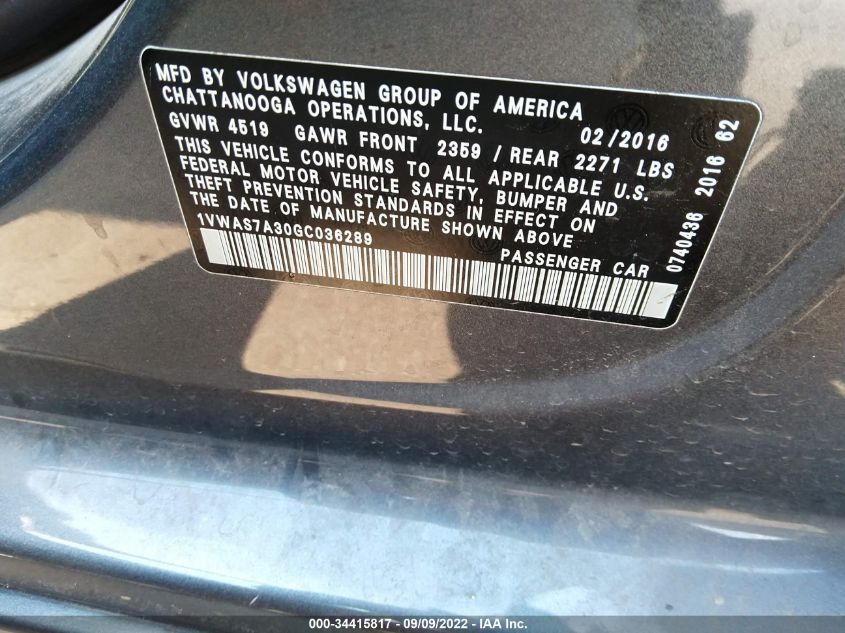 MFD BY VOLKSWAGEN GROUP OF AMERICA
CHATTANOOGA OPERATIONS, LLC. 02/2016
GVWR 4519 GAWR FRONT 2359 / REAR 2271 LBS
THIS VEHICLE CONFORMS TO ALL APPLICABLE U.S.
FEDERAL MOTOR VEHICLE SAFETY, BUMPER AND
THEFT PREVENTION STANDARDS IN EFFECT ON
THE DATE OF MANUFACTURE SHOWN ABOVE
1VWAS7A30GC036289 PASSENGER CAR
0740436 2016 62
000-34415817 - 09/09/2022 - IAA Inc.